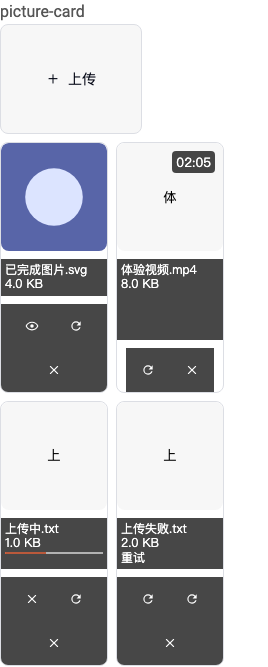 picture-card
+ 上传
02:05
体
已完成图片.svg
4.0 KB
体验视频.mp4
8.0 KB
上
上
上传中.txt
1.0 KB
上传失败.txt
2.0 KB
重试